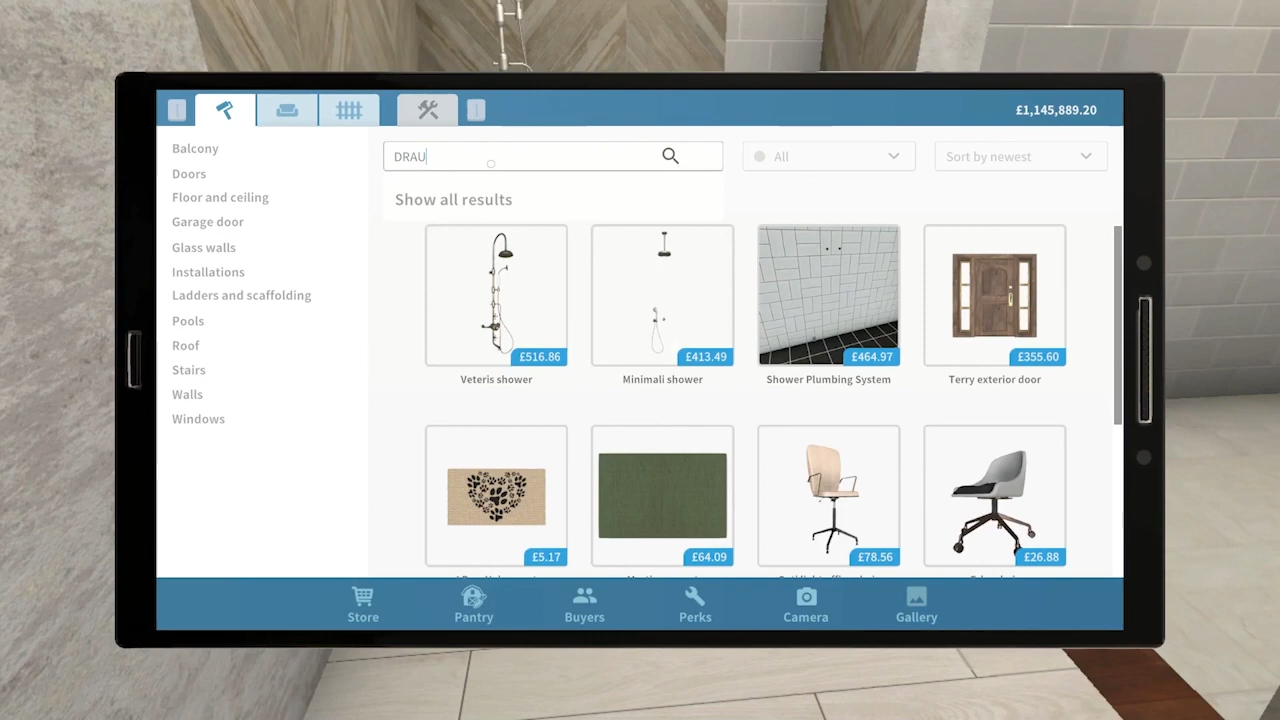 £1,145,889.20
Balcony
Doors
Floor and ceiling
Garage door
Glass walls
Installations
Ladders and scaffolding
Pools
Roof
Stairs
Walls
Windows
DRAU
All
Sort by newest
Show all results
£516.86
£413.49
£464.97
£355.60
Veteris shower
Minimali shower
Shower Plumbing System
Terry exterior door
£5.17
£64.09
£78.56
£26.88
Store
Pantry
Buyers
Perks
Camera
Gallery